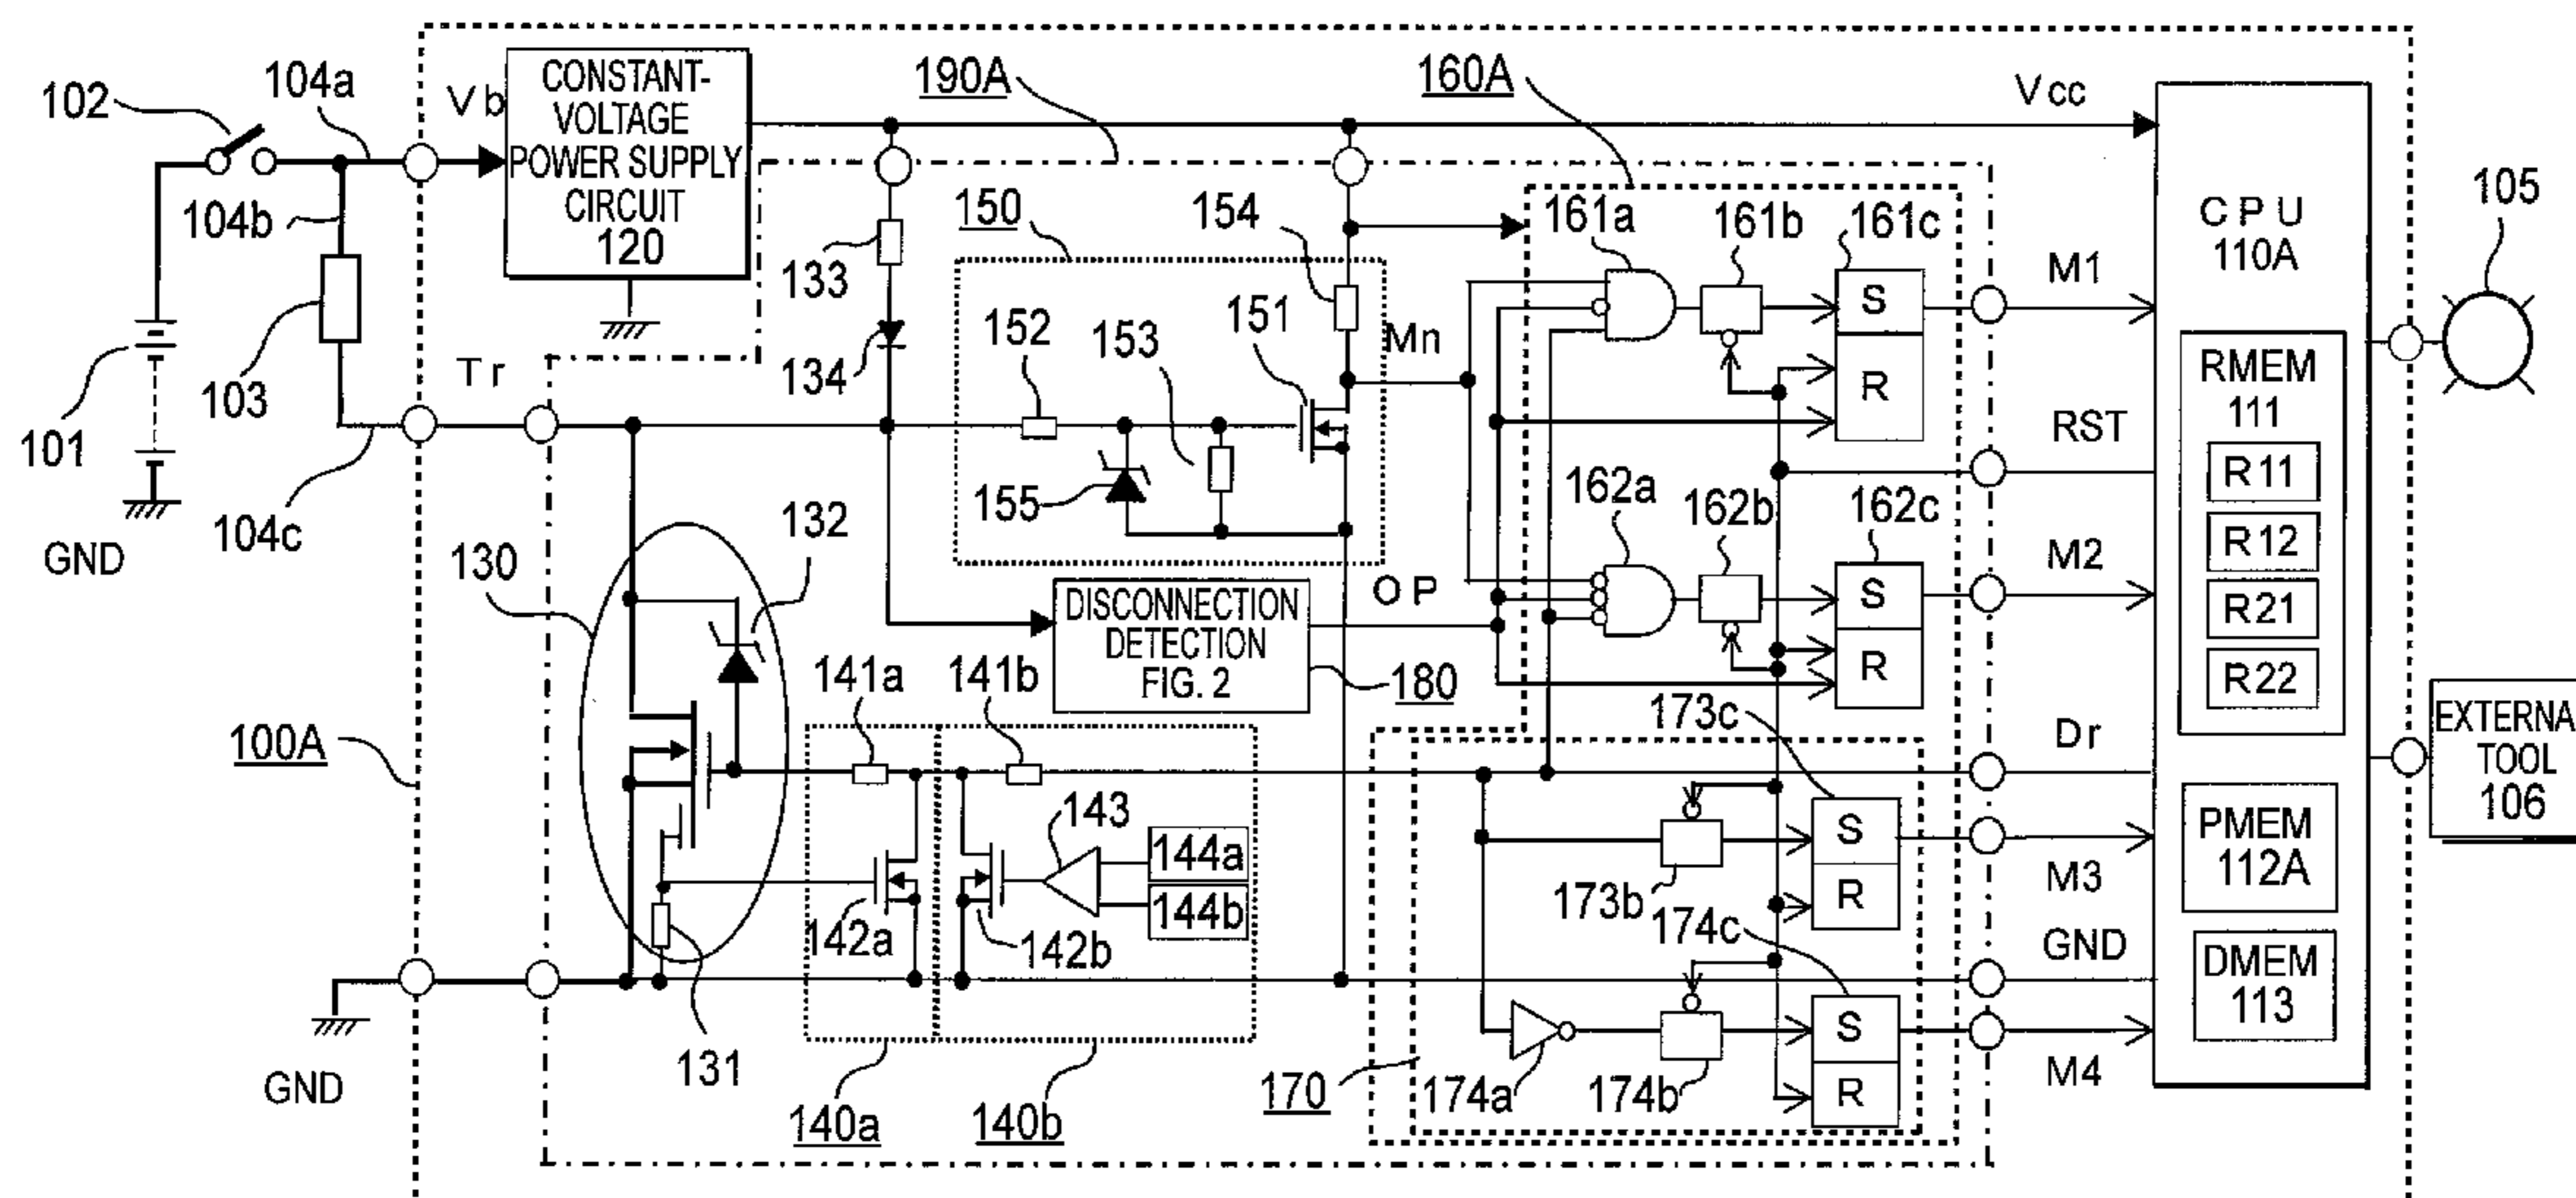 102
104a
Vb
CONSTANT-
VOLTAGE
POWER SUPPLY
CIRCUIT
120
190A
160A
Vcc
104b
133
134
150
154
161a
161b
161c
S
R
M1
CPU
110A
105
103
101
GND
Tr
104c
152
153
151
155
Mn
RST
RMEM
111
R11
R12
R21
R22
130
132
162a
162b
162c
S
R
OP
M2
DISCONNECTION
DETECTION
FIG. 2
180
141a
141b
100A
173c
Dr
EXTERNA
TOOL
106
143
144a
144b
142a
142b
173b
S
R
M3
PMEM
112A
174c
GND
DMEM
113
131
GND
140a
140b
170
174a
174b
S
R
M4